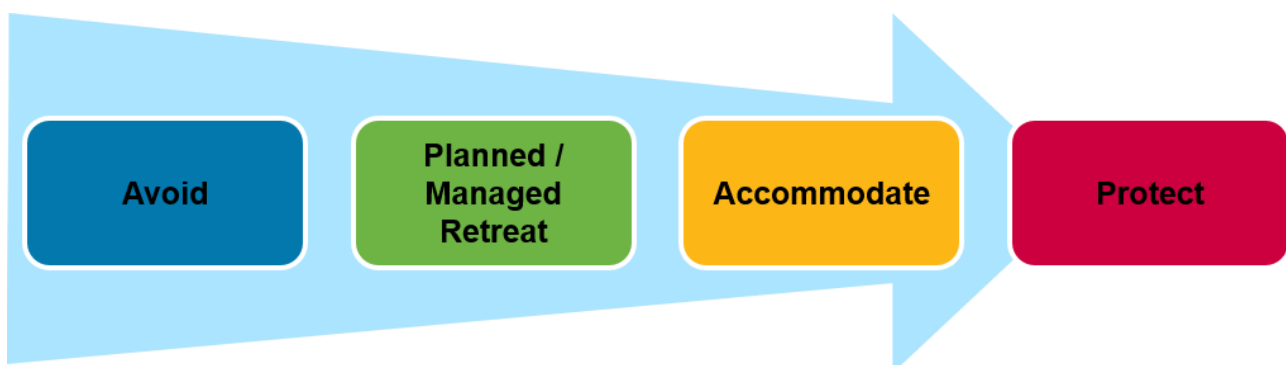 Avoid
Planned /
Managed
Retreat
Accommodate
Protect